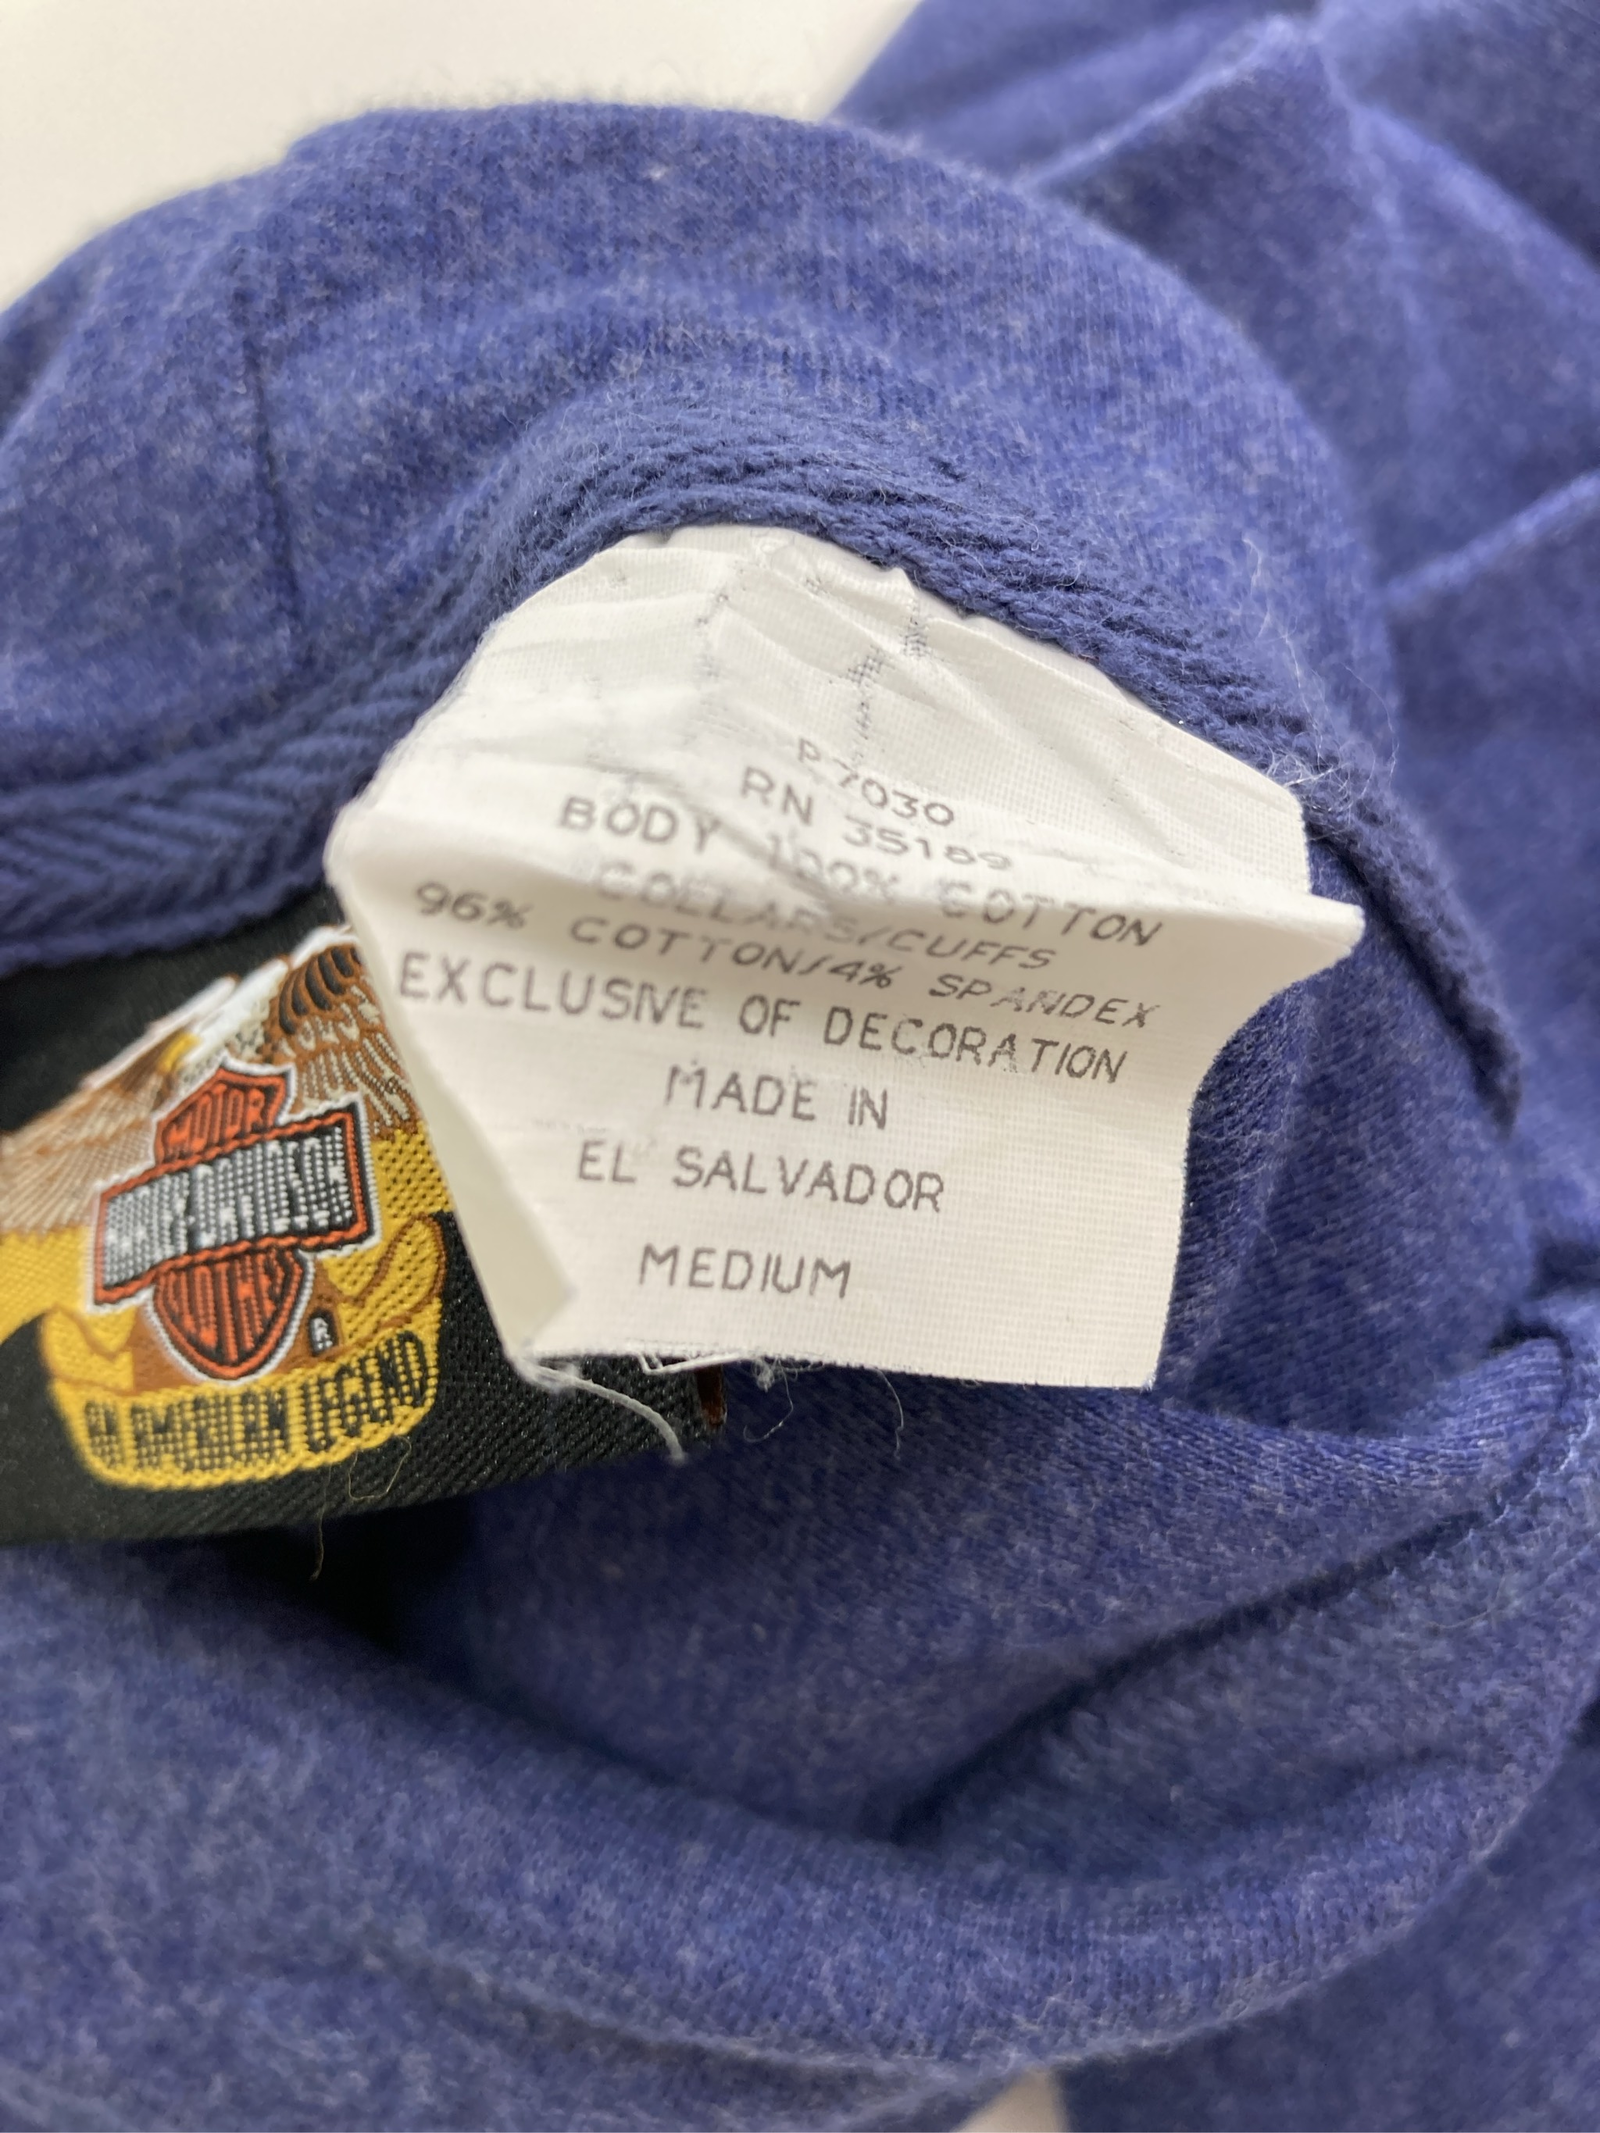 P7030
RN 35189
BODY 100% COTTON
COLLARS/CUFFS
96% COTTON/4% SPANDEX
EXCLUSIVE OF DECORATION
MADE IN
EL SALVADOR
MEDIUM
MOTOR
HARLEY-DAVIDSON
CLOTHES
®
AN AMERICAN LEGEND